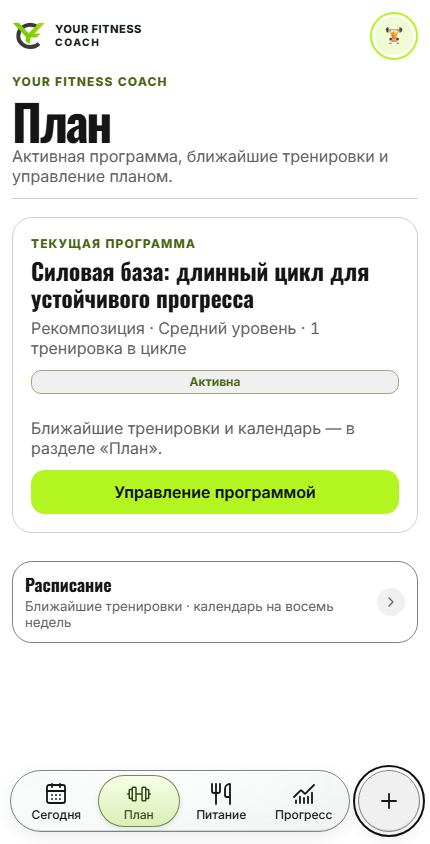 YOUR FITNESS
COACH
YOUR FITNESS COACH
План
Активная программа, ближайшие тренировки и
управление планом.
ТЕКУЩАЯ ПРОГРАММА
Силовая база: длинный цикл для
устойчивого прогресса
Рекомпозиция · Средний уровень · 1
тренировка в цикле
Активна
Ближайшие тренировки и календарь — в
разделе «План».
Управление программой
Расписание
Ближайшие тренировки · календарь на восемь
недель
Сегодня
План
Питание
Прогресс